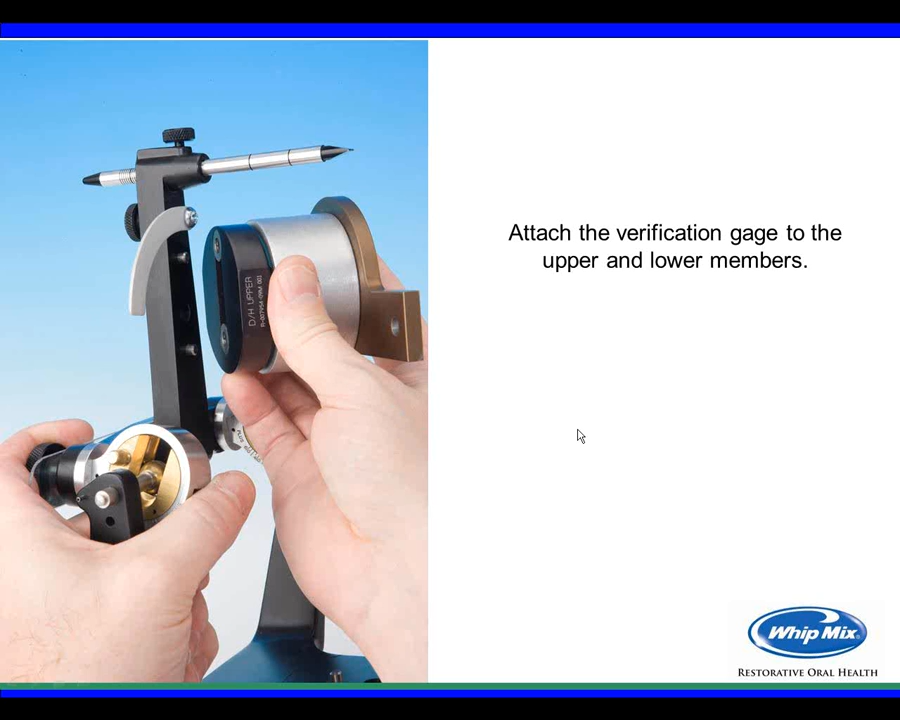 Attach the verification gage to the
upper and lower members.
D/H UPPER
Whip Mix
RESTORATIVE ORAL HEALTH